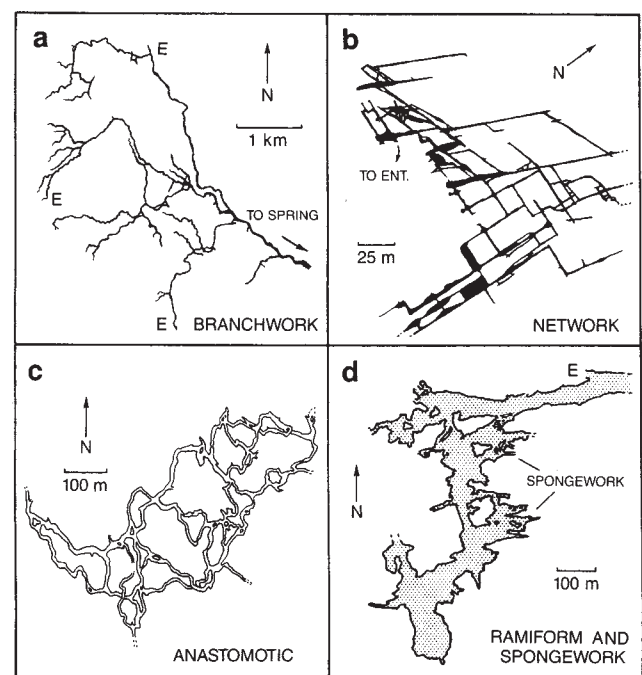 a
E
N
1 km
E
TO SPRING
E
BRANCHWORK
b
N
TO ENT.
25 m
NETWORK
c
N
100 m
ANASTOMOTIC
d
E
SPONGEWORK
N
100 m
RAMIFORM AND
SPONGEWORK